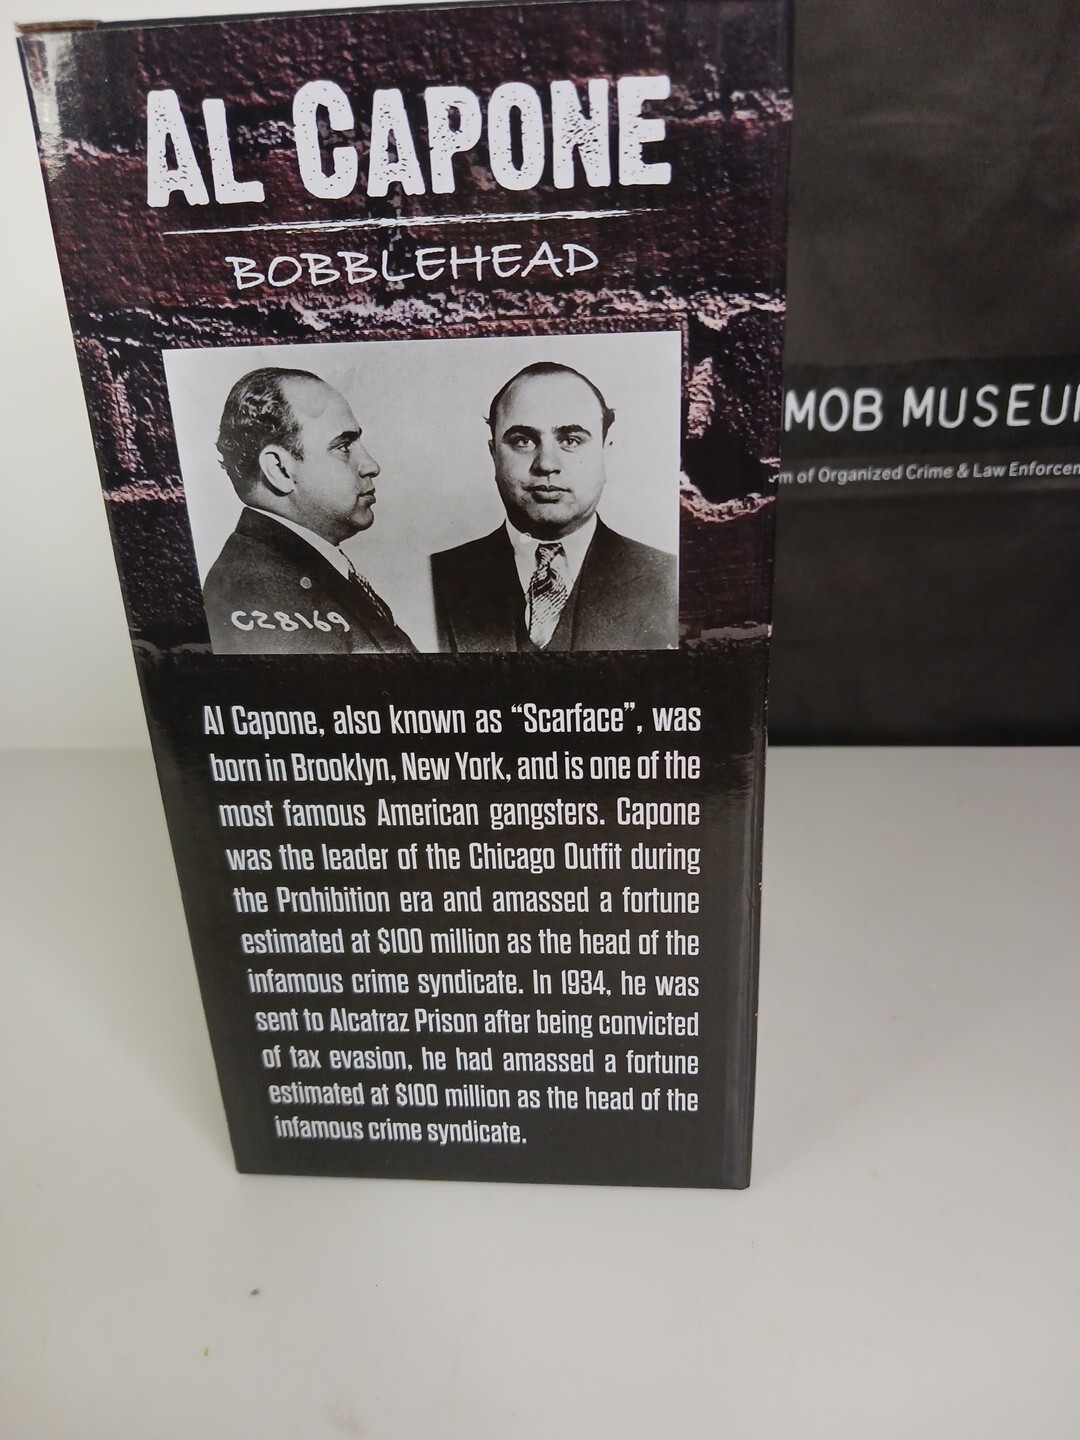 AL CAPONE
BOBBLEHEAD
C28169
Al Capone, also known as “Scarface”, was
born in Brooklyn, New York, and is one of the
most famous American gangsters. Capone
was the leader of the Chicago Outfit during
the Prohibition era and amassed a fortune
estimated at $100 million as the head of the
infamous crime syndicate. In 1934, he was
sent to Alcatraz Prison after being convicted
of tax evasion, he had amassed a fortune
estimated at $100 million as the head of the
infamous crime syndicate.
MOB MUSEU
m of Organized Crime & Law Enforcem